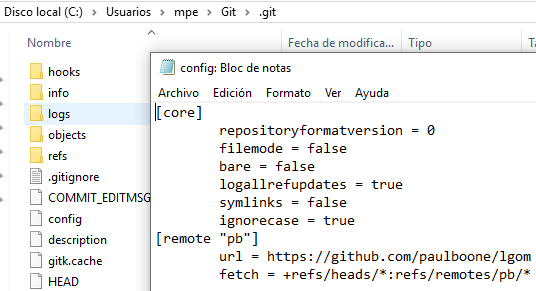 Disco local (C:) > Usuarios > mpe > Git > .git
Nombre
Fecha de modifica...
Tipo
hooks
info
logs
objects
refs
.gitignore
COMMIT_EDITMSG
config
description
gitk.cache
HEAD
config: Bloc de notas
Archivo Edición Formato Ver Ayuda
[core]
repositoryformatversion = 0
filemode = false
bare = false
logallrefupdates = true
symlinks = false
ignorecase = true
[remote "pb"]
url = https://github.com/paulboone/lgom
fetch = +refs/heads/*:refs/remotes/pb/*